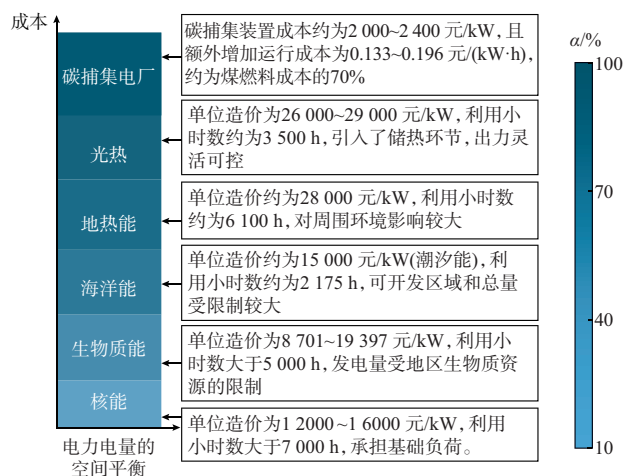 成本
碳捕集电厂
光热
地热能
海洋能
生物质能
核能
电力电量的
空间平衡
碳捕集装置成本约为2 000~2 400 元/kW, 且
额外增加运行成本为0.133~0.196 元/(kW·h),
约为煤燃料成本的70%
单位造价为26 000~29 000 元/kW, 利用小
时数约为3 500 h, 引入了储热环节, 出力灵
活可控
单位造价约为28 000 元/kW, 利用小时数
约为6 100 h, 对周围环境影响较大
单位造价约为15 000 元/kW(潮汐能), 利
用小时数约为2 175 h, 可开发区域和总量
受限制较大
单位造价为8 701~19 397 元/kW, 利用小
时数大于5 000 h, 发电量受地区生物质资
源的限制
单位造价为1 2000~1 6000 元/kW, 利用
小时数大于7 000 h, 承担基础负荷。
α/%
100
70
40
10